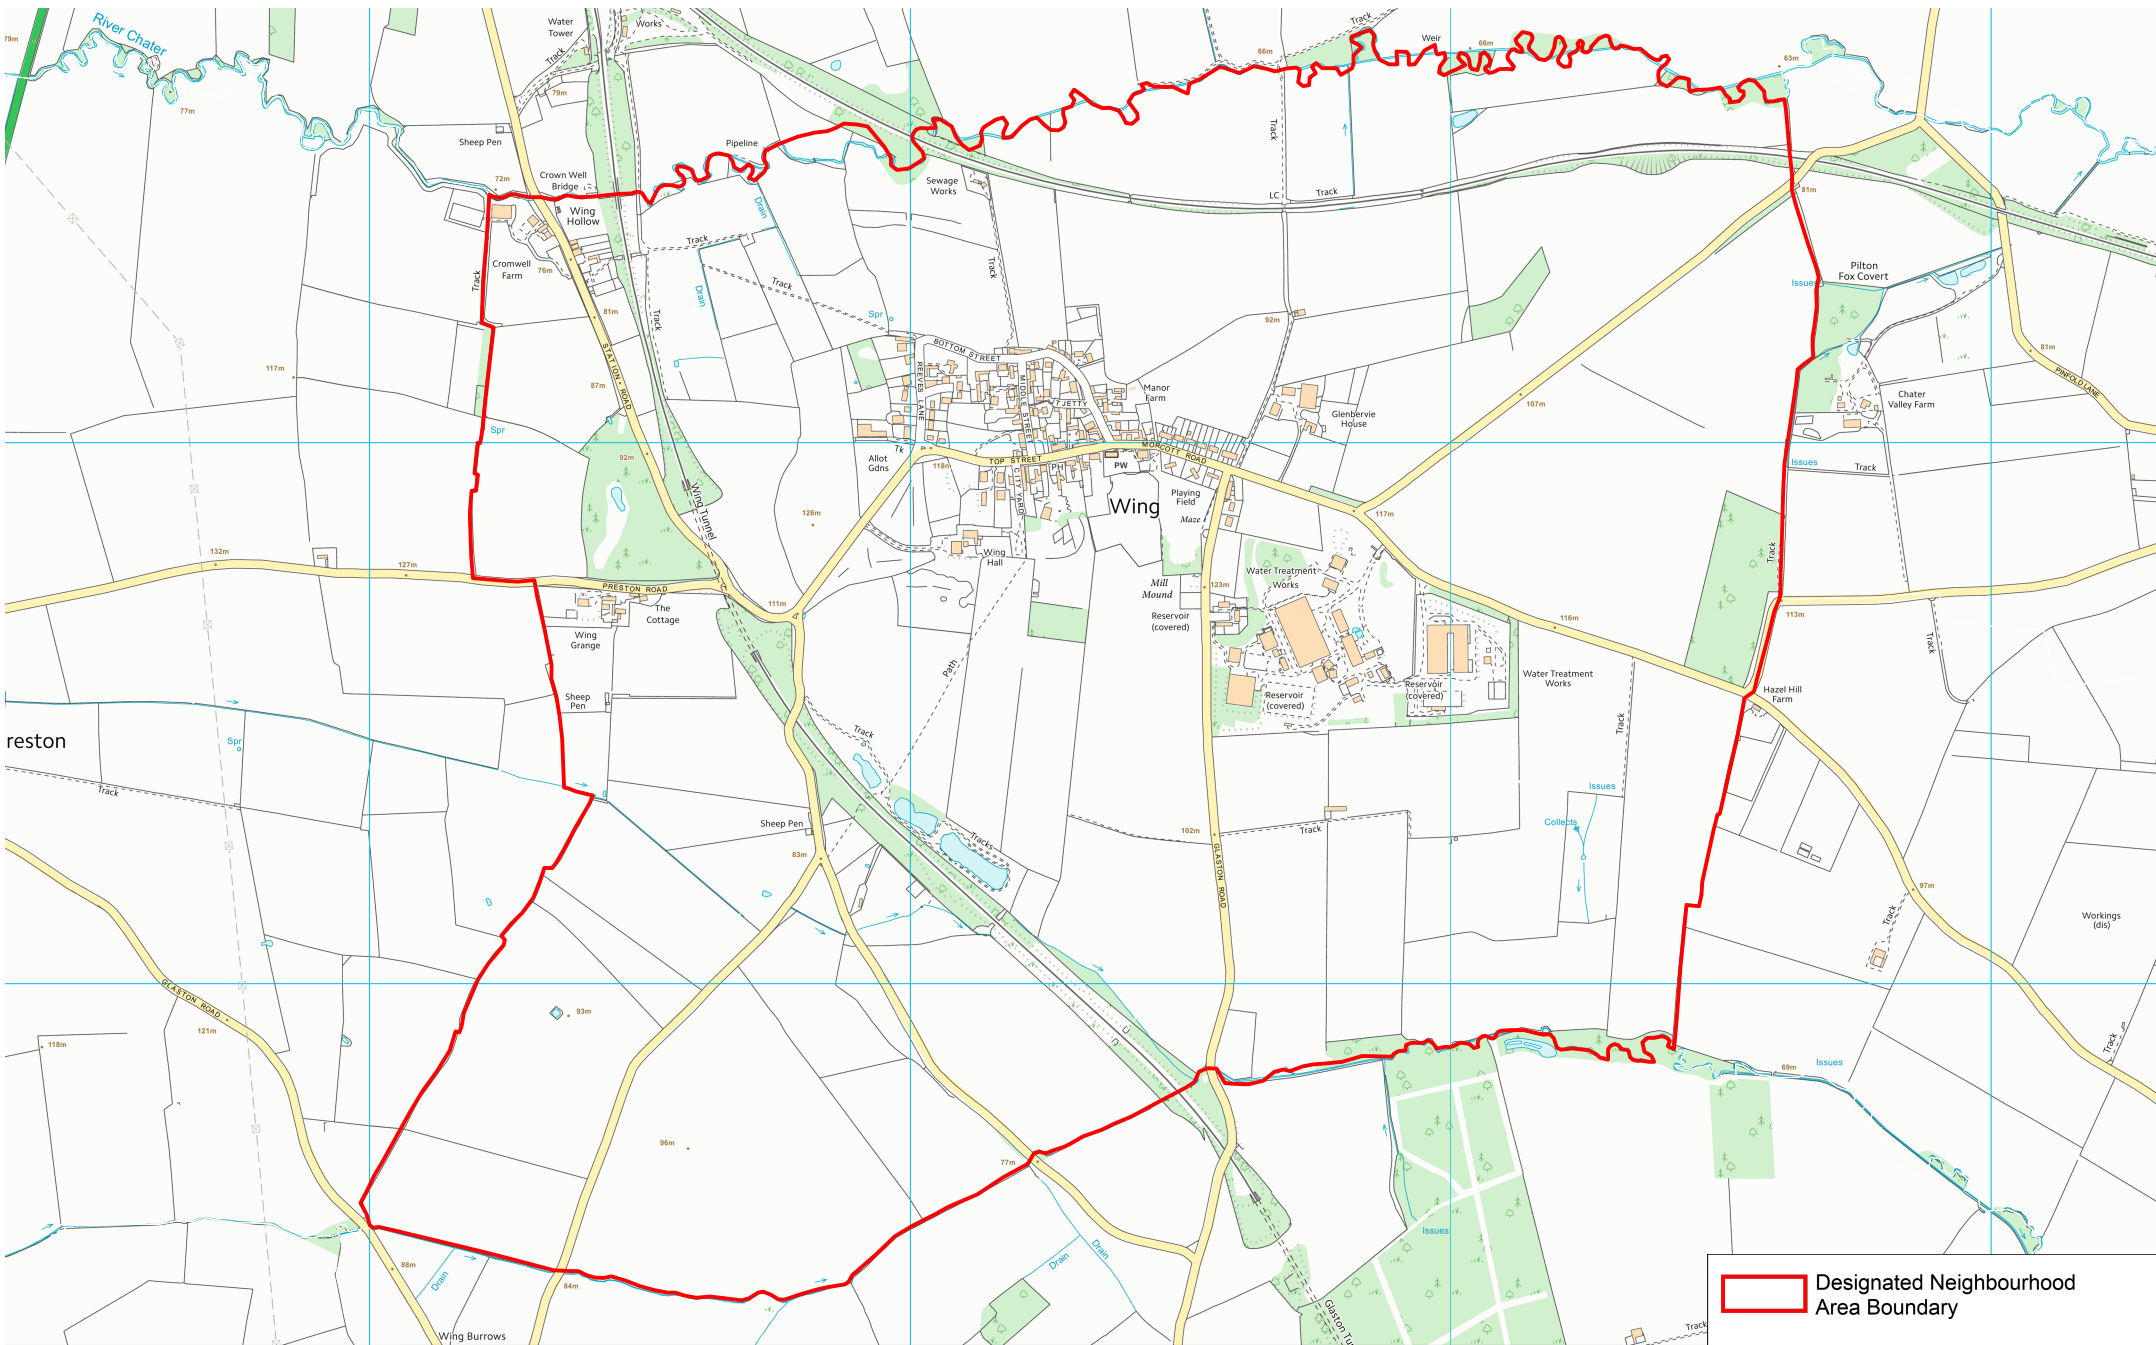 River Chater
79m
77m
Water
Tower
Works
Track
79m
Sheep Pen
72m
Crown Well
Bridge
Wing
Hollow
Pipeline
Drain
Cromwell
Farm
76m
Track
Track
Drain
Track
81m
Track
STATION ROAD
87m
117m
Spr
92m
Wing Tunnel
Track
66m
Weir
66m
63m
Track
Sewage
Works
Track
LC
Track
81m
Spr
92m
Issues
Pilton
Fox Covert
81m
PINFOLD LANE
Chater
Valley Farm
Issues
Track
BOTTOM STREET
REEVES LANE
MIDDLE STREET
T JETTY
Manor
Farm
Glenbervie
House
107m
Allot
Gdns
Tk
118m
TOP STREET
PH
CITY YARD
PW
MORCOTT ROAD
Playing
Field
Maze
Wing
126m
117m
Wing
Hall
132m
127m
PRESTON ROAD
The
Cottage
Wing
Grange
111m
Mill
Mound
123m
Reservoir
(covered)
Water Treatment
Works
Reservoir
(covered)
Reservoir
(covered)
Water Treatment
Works
116m
Track
113m
Track
Hazel Hill
Farm
Sheep
Pen
Path
Track
reston
Spr
Track
Track
Issues
Collects
Sheep Pen
83m
Tracks
102m
Track
GLASTON ROAD
97m
Track
Workings
(dis)
GLASTON ROAD
121m
118m
93m
Track
Issues
69m
96m
77m
Drain
Drain
Issues
88m
Drain
84m
Wing Burrows
Glaston Tu
Track
Designated Neighbourhood
Area Boundary